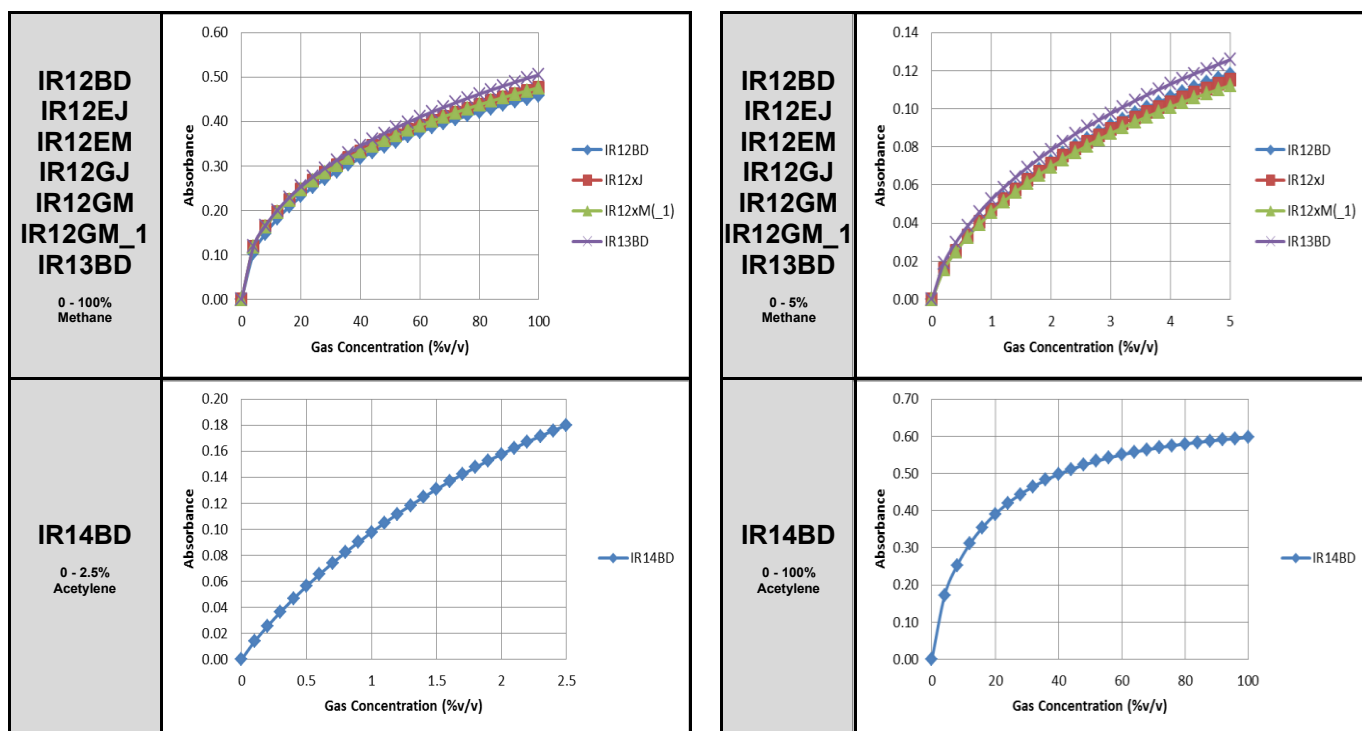 IR12BD
IR12EJ
IR12EM
IR12GJ
IR12GM
IR12GM_1
IR13BD
0 - 100%
Methane
0.60
0.50
0.40
0.30
0.20
0.10
0.00
Absorbance
0 20 40 60 80 100
Gas Concentration (%v/v)
IR12BD
IR12xJ
IR12xM(_1)
IR13BD
IR12BD
IR12EJ
IR12EM
IR12GJ
IR12GM
IR12GM_1
IR13BD
0 - 5%
Methane
0.14
0.12
0.10
0.08
0.06
0.04
0.02
0.00
Absorbance
0 1 2 3 4 5
Gas Concentration (%v/v)
IR12BD
IR12xJ
IR12xM(_1)
IR13BD
IR14BD
0 - 2.5%
Acetylene
0.20
0.18
0.16
0.14
0.12
0.10
0.08
0.06
0.04
0.02
0.00
Absorbance
0 0.5 1 1.5 2 2.5
Gas Concentration (%v/v)
IR14BD
IR14BD
0 - 100%
Acetylene
0.70
0.60
0.50
0.40
0.30
0.20
0.10
0.00
Absorbance
0 20 40 60 80 100
Gas Concentration (%v/v)
IR14BD